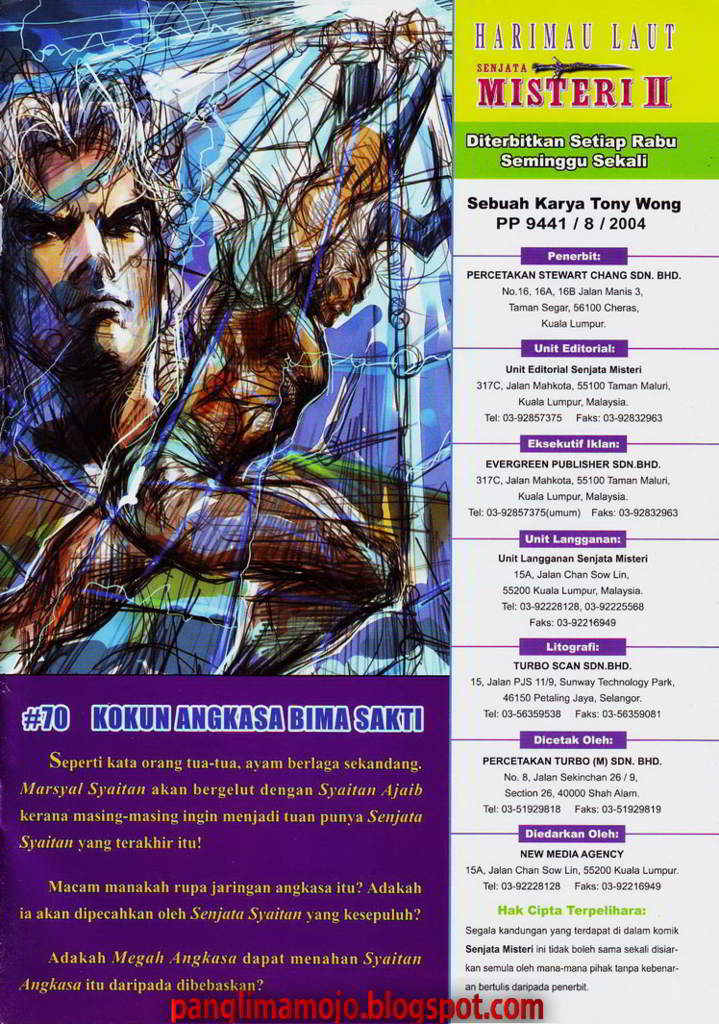 HARIMAU LAUT
SENJATA
MISTERI II
Diterbitkan Setiap Rabu
Seminggu Sekali
Sebuah Karya Tony Wong
PP 9441 / 8 / 2004
Penerbit:
PERCETAKAN STEWART CHANG SDN. BHD.
No.16, 16A, 16B Jalan Manis 3,
Taman Segar, 56100 Cheras,
Kuala Lumpur.
Unit Editorial:
Unit Editorial Senjata Misteri
317C, Jalan Mahkota, 55100 Taman Maluri,
Kuala Lumpur, Malaysia.
Tel: 03-92857375 Faks: 03-92832963
Eksekutif Iklan:
EVERGREEN PUBLISHER SDN.BHD.
317C, Jalan Mahkota, 55100 Taman Maluri,
Kuala Lumpur, Malaysia.
Tel: 03-92857375(umum) Faks: 03-92832963
Unit Langganan:
Unit Langganan Senjata Misteri
15A, Jalan Chan Sow Lin,
55200 Kuala Lumpur, Malaysia.
Tel: 03-92228128, 03-92225568
Faks: 03-92216949
Litografi:
TURBO SCAN SDN.BHD.
15, Jalan PJS 11/9, Sunway Technology Park,
46150 Petaling Jaya, Selangor.
Tel: 03-56359538 Faks: 03-56359081
Dicetak Oleh:
PERCETAKAN TURBO (M) SDN. BHD.
No. 8, Jalan Sekinchan 26 / 9,
Section 26, 40000 Shah Alam.
Tel: 03-51929818 Faks: 03-51929819
Diedarkan Oleh:
NEW MEDIA AGENCY
15A, Jalan Chan Sow Lin, 55200 Kuala Lumpur.
Tel: 03-92228128 Faks: 03-92216949
Hak Cipta Terpelihara:
Segala kandungan yang terdapat di dalam komik
Senjata Misteri ini tidak boleh sama sekali disiar-
kan semula oleh mana-mana pihak tanpa kebenar-
an bertulis daripada penerbit.
#70 KOKUN ANGKASA BIMA SAKTI
Seperti kata orang tua-tua, ayam berlaga sekandang.
Marsyal Syaitan akan bergelut dengan Syaitan Ajaib
kerana masing-masing ingin menjadi tuan punya Senjata
Syaitan yang terakhir itu!
Macam manakah rupa jaringan angkasa itu? Adakah
ia akan dipecahkan oleh Senjata Syaitan yang kesepuluh?
Adakah Megah Angkasa dapat menahan Syaitan
Angkasa itu daripada dibebaskan?
panglimamojo.blogspot.com